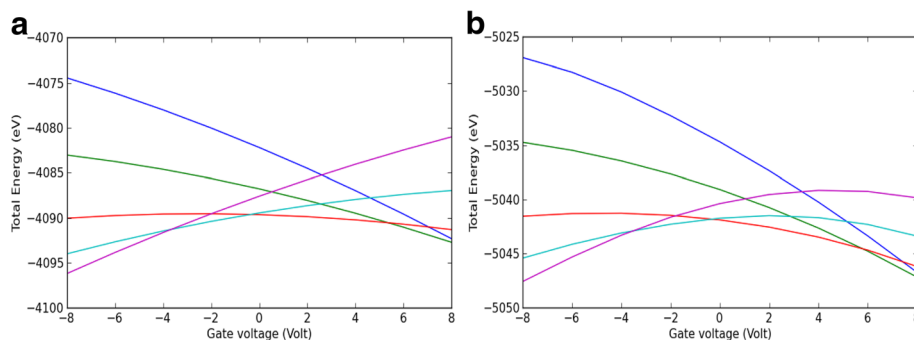 a
−4070
−4075
−4080
−4085
−4090
−4095
−4100
Total Energy (eV)
−8 −6 −4 −2 0 2 4 6 8
Gate voltage (Volt)
b
−5025
−5030
−5035
−5040
−5045
−5050
Total Energy (eV)
−8 −6 −4 −2 0 2 4 6 8
Gate voltage (Volt)